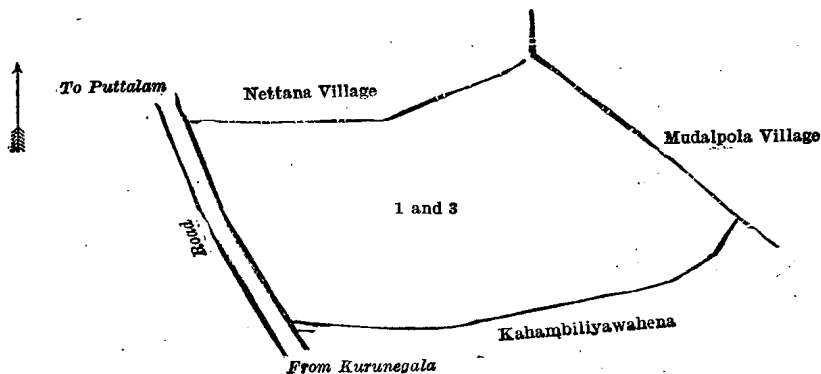 To Puttalam
Nettana Village
Mudalpola Village
1 and 3
Road
Kahambiliyawahena
From Kurunegala